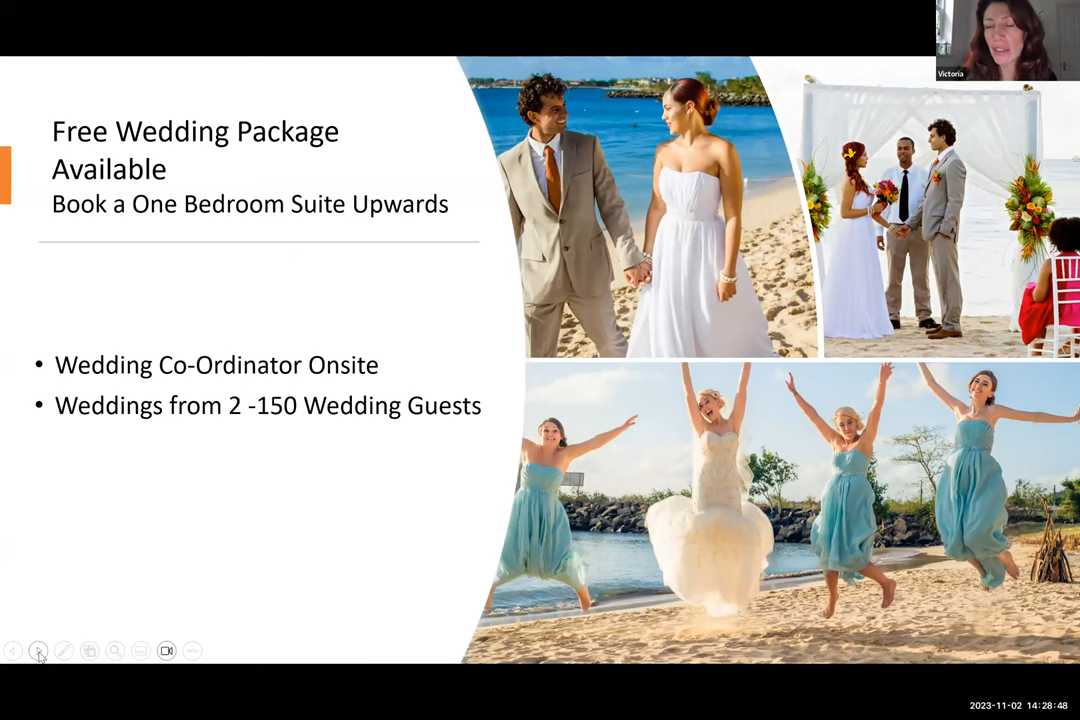 Victoria
Free Wedding Package
Available
Book a One Bedroom Suite Upwards
• Wedding Co-Ordinator Onsite
• Weddings from 2 -150 Wedding Guests
2023-11-02 14:28:48